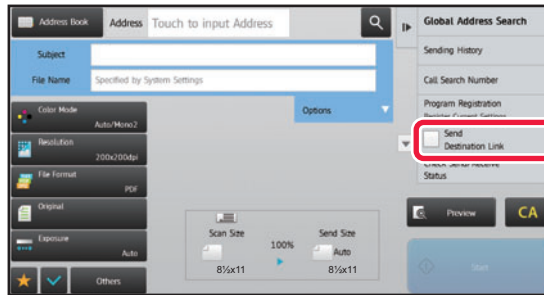 Address Book
Address
Touch to input Address
Subject
File Name
Specified by System Settings
Options
Color Mode
Auto/Mono2
Resolution
200x200dpi
File Format
PDF
Original
Exposure
Auto
Others
Scan Size
100%
Send Size
Auto
8½x11
8½x11
Global Address Search
Sending History
Call Search Number
Program Registration
Register Current Settings
Send
Destination Link
Check Send/Receive
Status
Preview
CA
Start